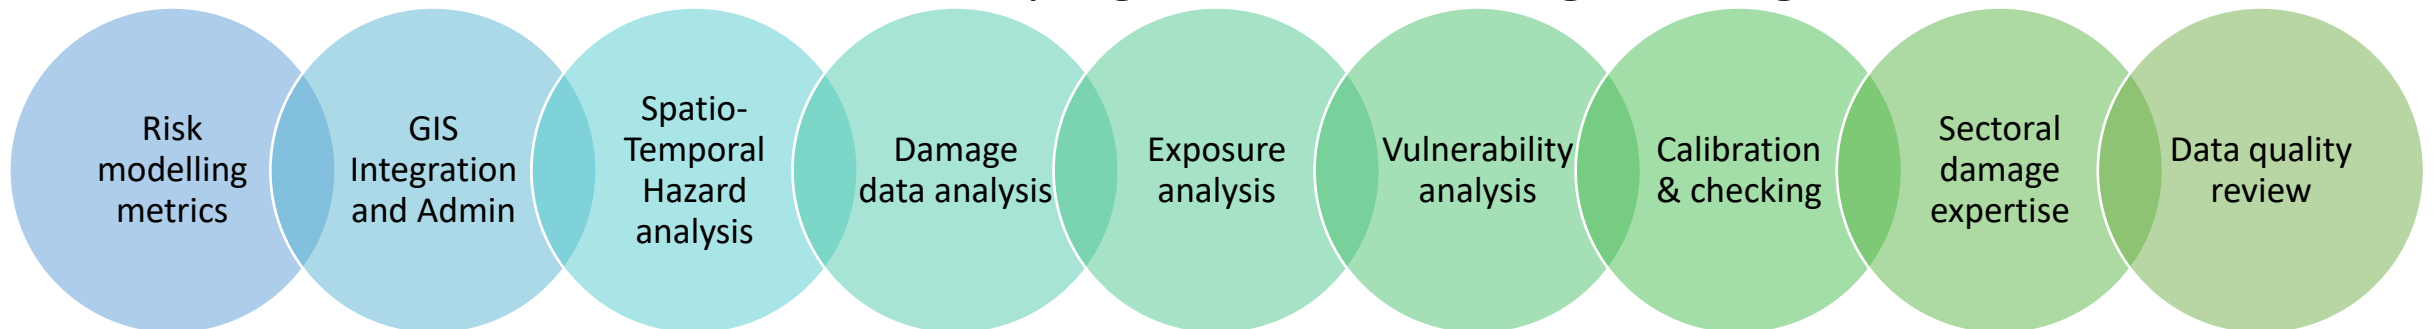 Risk
modelling
metrics
GIS
Integration
and Admin
Spatio-
Temporal
Hazard
analysis
Damage
data analysis
Exposure
analysis
Vulnerability
analysis
Calibration
& checking
Sectoral
damage
expertise
Data quality
review